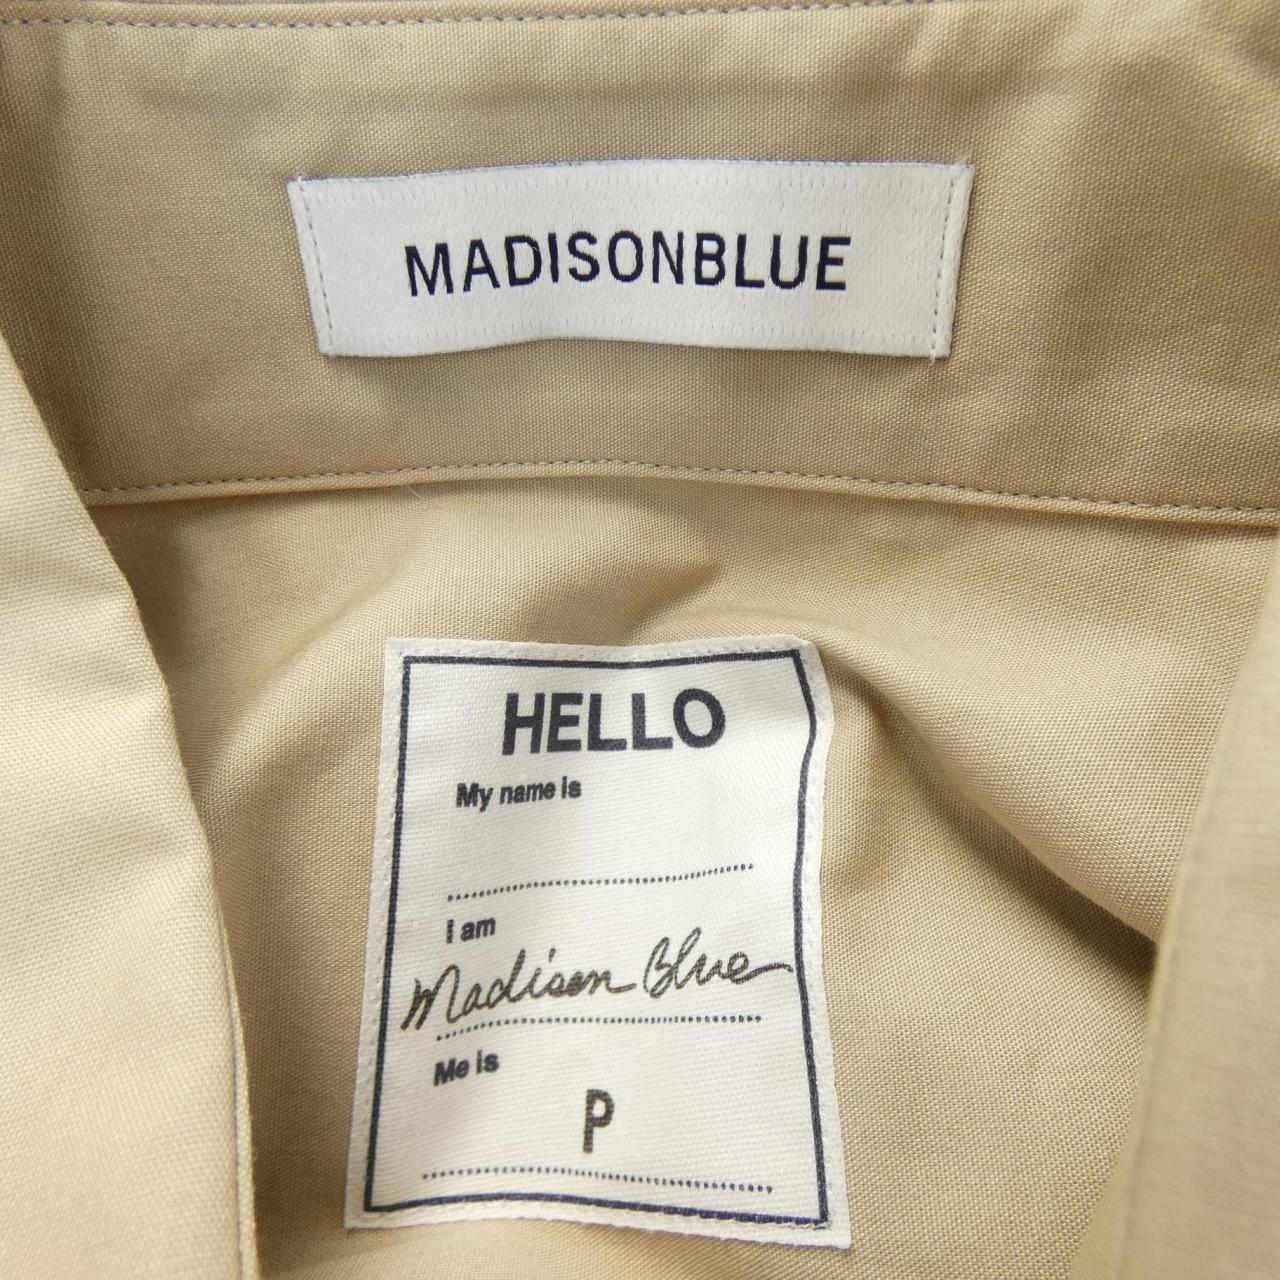 MADISONBLUE
HELLO
My name is
I am
Madison Blue
Me is
P